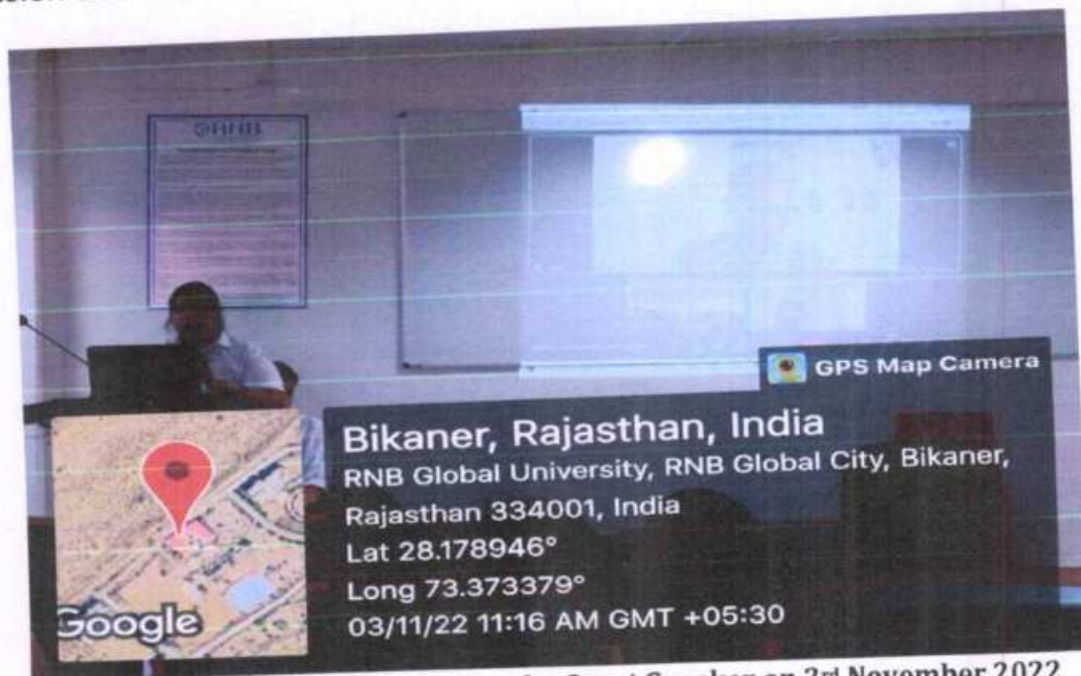 RNB
GPS Map Camera
Bikaner, Rajasthan, India
RNB Global University, RNB Global City, Bikaner,
Rajasthan 334001, India
Lat 28.178946°
Long 73.373379°
03/11/22 11:16 AM GMT +05:30
Google
Guest Speaker on 3rd November 2022